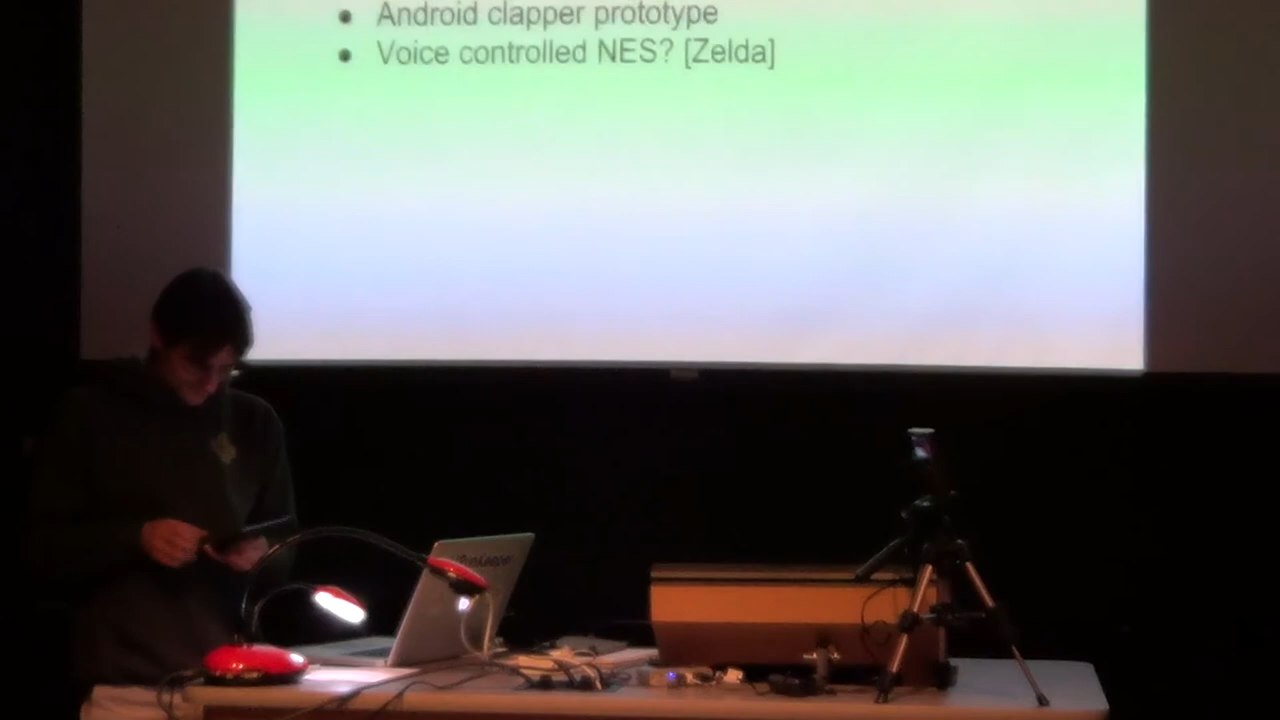 ● Android clapper prototype
● Voice controlled NES? [Zelda]